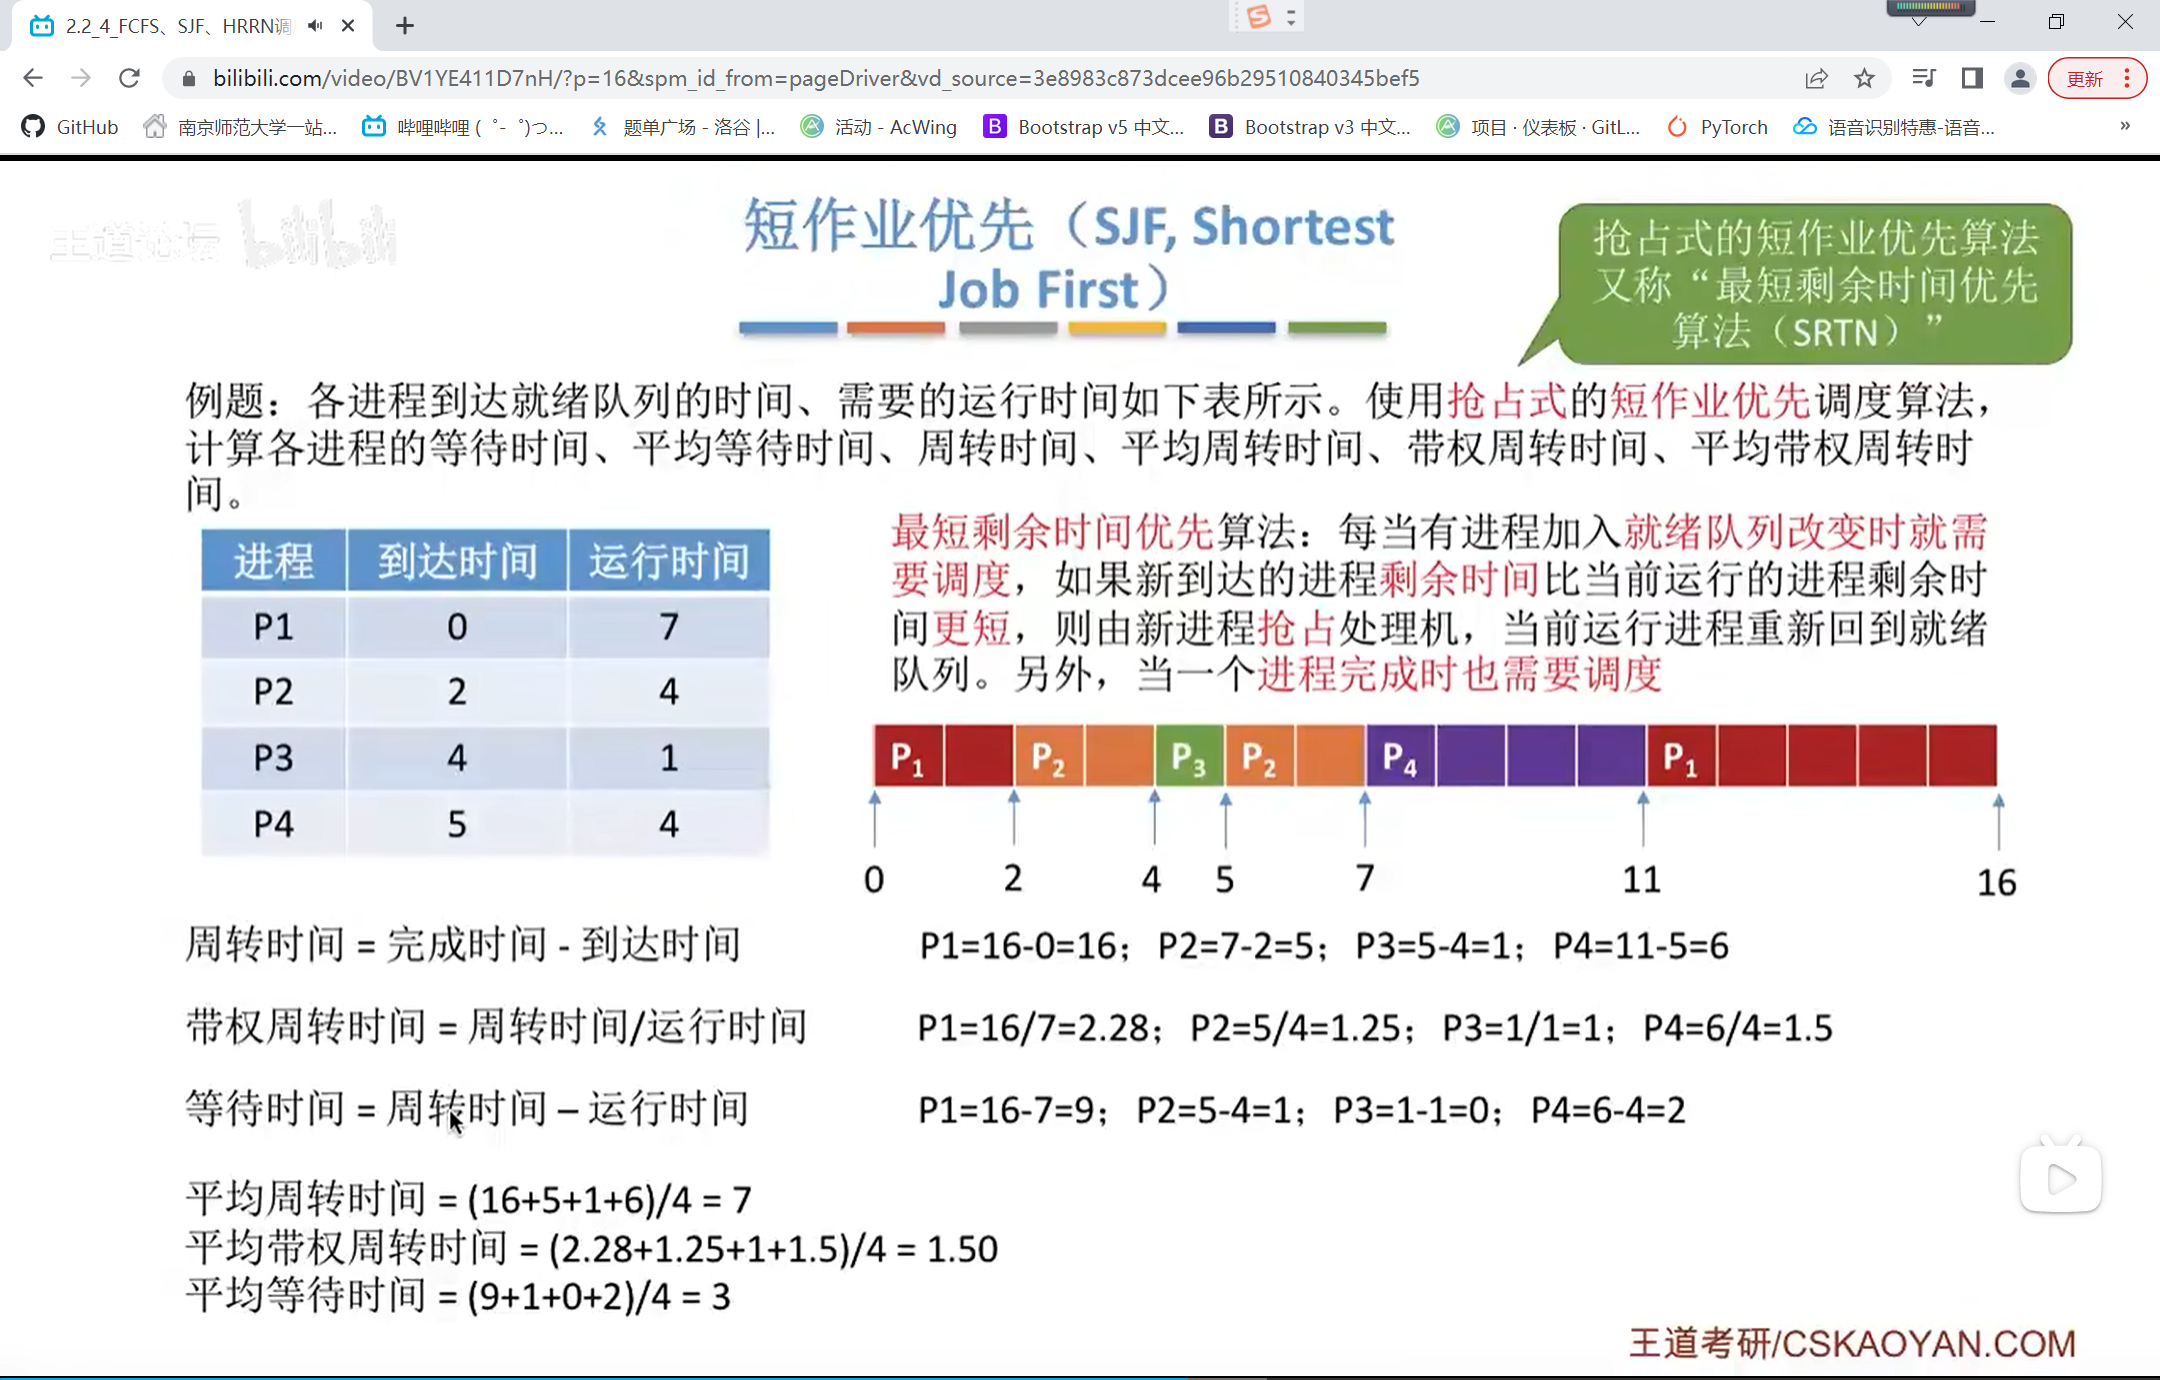 2.2_4_FCFS、SJF、HRRN调
bilibili.com/video/BV1YE411D7nH/?p=16&spm_id_from=pageDriver&vd_source=3e8983c873dcee96b29510840345bef5
更新
GitHub 南京师范大学一站... 哔哩哔哩 (゜-゜)つ... 题单广场 - 洛谷 |... 活动 - AcWing Bootstrap v5 中文... Bootstrap v3 中文... 项目 · 仪表板 · GitL... PyTorch 语音识别特惠-语音... »
王道论坛 bilibili
短作业优先（SJF, Shortest
Job First）
抢占式的短作业优先算法
又称“最短剩余时间优先
算法（SRTN）”
例题：各进程到达就绪队列的时间、需要的运行时间如下表所示。使用抢占式的短作业优先调度算法，
计算各进程的等待时间、平均等待时间、周转时间、平均周转时间、带权周转时间、平均带权周转时
间。
进程 到达时间 运行时间
P1 0 7
P2 2 4
P3 4 1
P4 5 4
最短剩余时间优先算法：每当有进程加入就绪队列改变时就需
要调度，如果新到达的进程剩余时间比当前运行的进程剩余时
间更短，则由新进程抢占处理机，当前运行进程重新回到就绪
队列。另外，当一个进程完成时也需要调度
P1 P2 P3 P2 P4 P1
0 2 4 5 7 11 16
周转时间 = 完成时间 - 到达时间 P1=16-0=16；P2=7-2=5；P3=5-4=1；P4=11-5=6
带权周转时间 = 周转时间/运行时间 P1=16/7=2.28；P2=5/4=1.25；P3=1/1=1；P4=6/4=1.5
等待时间 = 周转时间 – 运行时间 P1=16-7=9；P2=5-4=1；P3=1-1=0；P4=6-4=2
平均周转时间 = (16+5+1+6)/4 = 7
平均带权周转时间 = (2.28+1.25+1+1.5)/4 = 1.50
平均等待时间 = (9+1+0+2)/4 = 3
王道考研/CSKAOYAN.COM